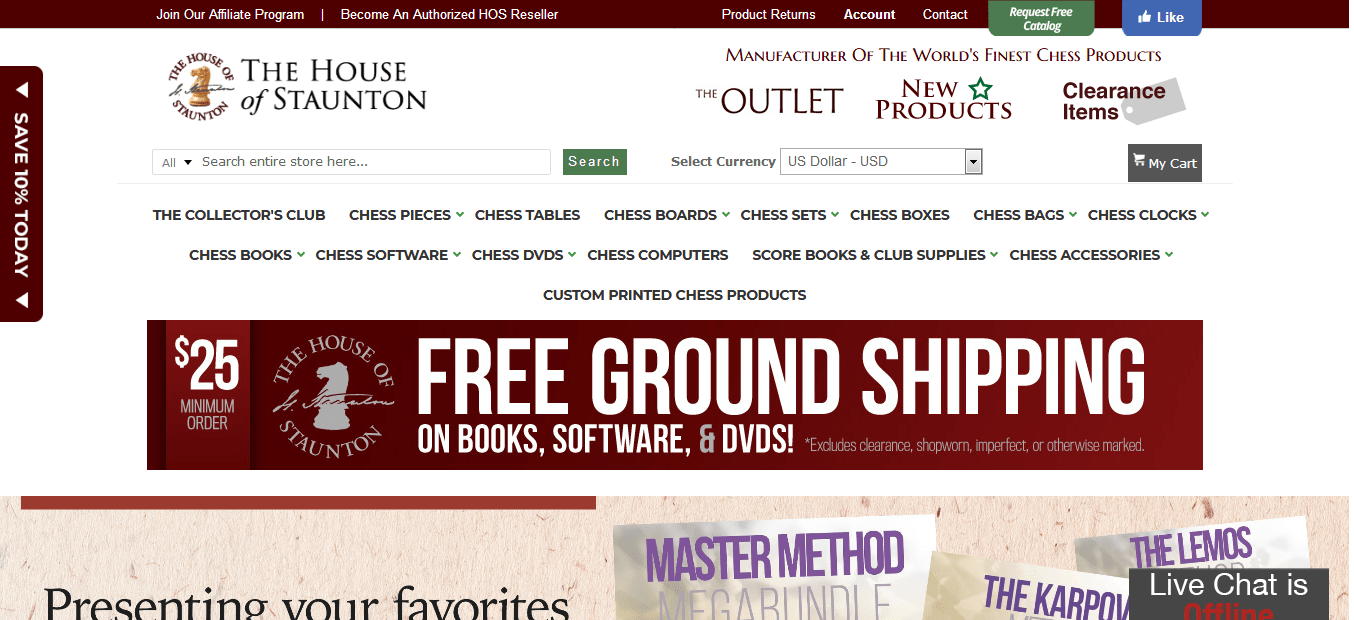 Join Our Affiliate Program | Become An Authorized HOS Reseller
Product Returns Account Contact
Request Free
Catalog
Like
SAVE 10% TODAY
THE HOUSE OF
STAUNTON
THE HOUSE
of STAUNTON
MANUFACTURER OF THE WORLD'S FINEST CHESS PRODUCTS
THE OUTLET
NEW
PRODUCTS
Clearance
Items
All Search entire store here...
Search
Select Currency US Dollar - USD
My Cart
THE COLLECTOR'S CLUB CHESS PIECES CHESS TABLES CHESS BOARDS CHESS SETS CHESS BOXES CHESS BAGS CHESS CLOCKS
CHESS BOOKS CHESS SOFTWARE CHESS DVDS CHESS COMPUTERS SCORE BOOKS & CLUB SUPPLIES CHESS ACCESSORIES
CUSTOM PRINTED CHESS PRODUCTS
$25
MINIMUM
ORDER
THE HOUSE OF
STAUNTON
FREE GROUND SHIPPING
ON BOOKS, SOFTWARE, & DVDS! *Excludes clearance, shopworn, imperfect, or otherwise marked.
Presenting your favorites
MASTER METHOD
MEGABUNDLE
THE KARPOV
THE LEMOS
Live Chat is
Offline